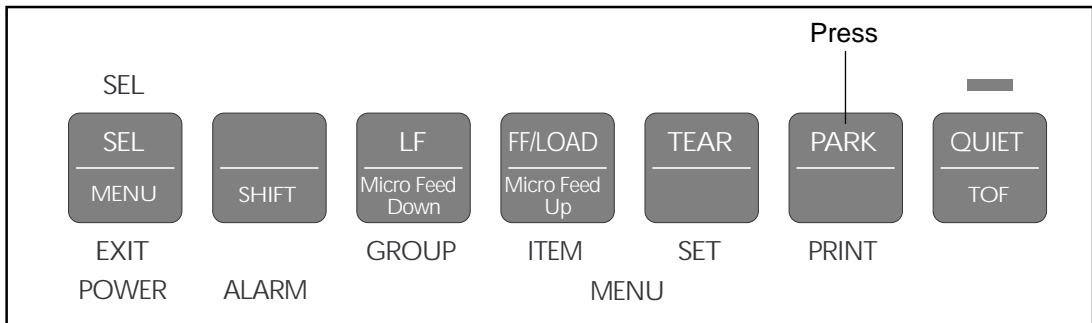 Press
SEL
SEL
MENU
SHIFT
LF
Micro Feed
Down
FF/LOAD
Micro Feed
Up
TEAR
PARK
QUIET
TOF
EXIT
GROUP
ITEM
SET
PRINT
POWER
ALARM
MENU